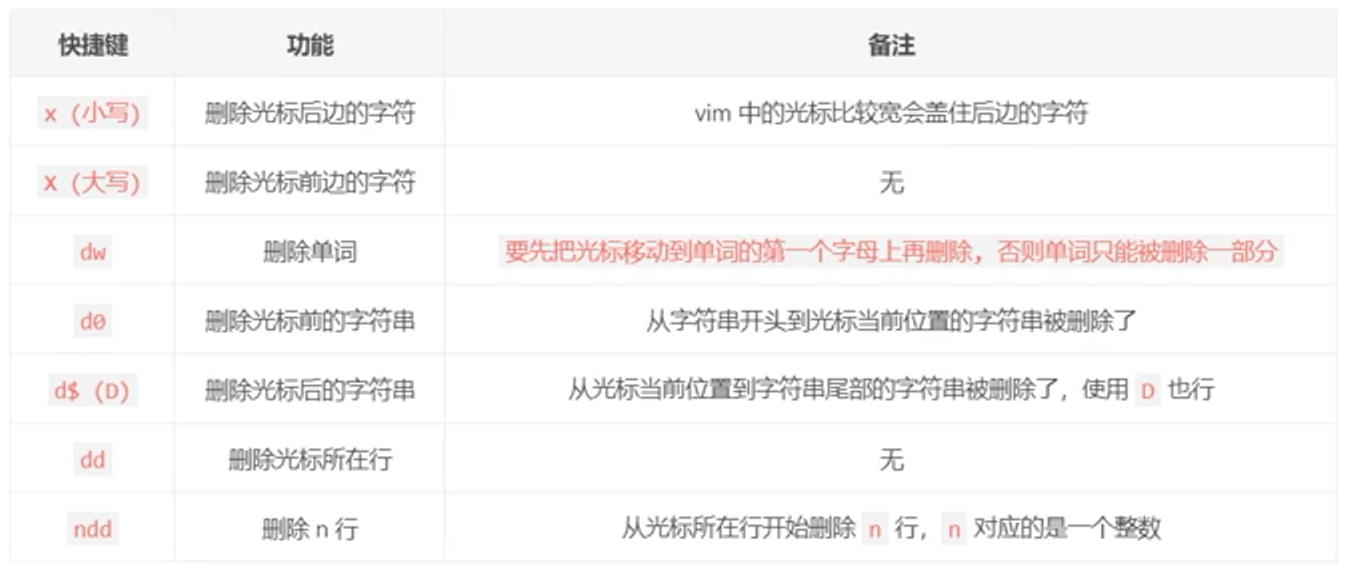 快捷键 功能 备注
x (小写) 删除光标后边的字符 vim 中的光标比较宽会盖住后边的字符
X (大写) 删除光标前边的字符 无
dw 删除单词 要先把光标移动到单词的第一个字母上再删除，否则单词只能被删除一部分
d0 删除光标前的字符串 从字符串开头到光标当前位置的字符串被删除了
d$ (D) 删除光标后的字符串 从光标当前位置到字符串尾部的字符串被删除了，使用 D 也行
dd 删除光标所在行 无
ndd 删除 n 行 从光标所在行开始删除 n 行，n 对应的是一个整数